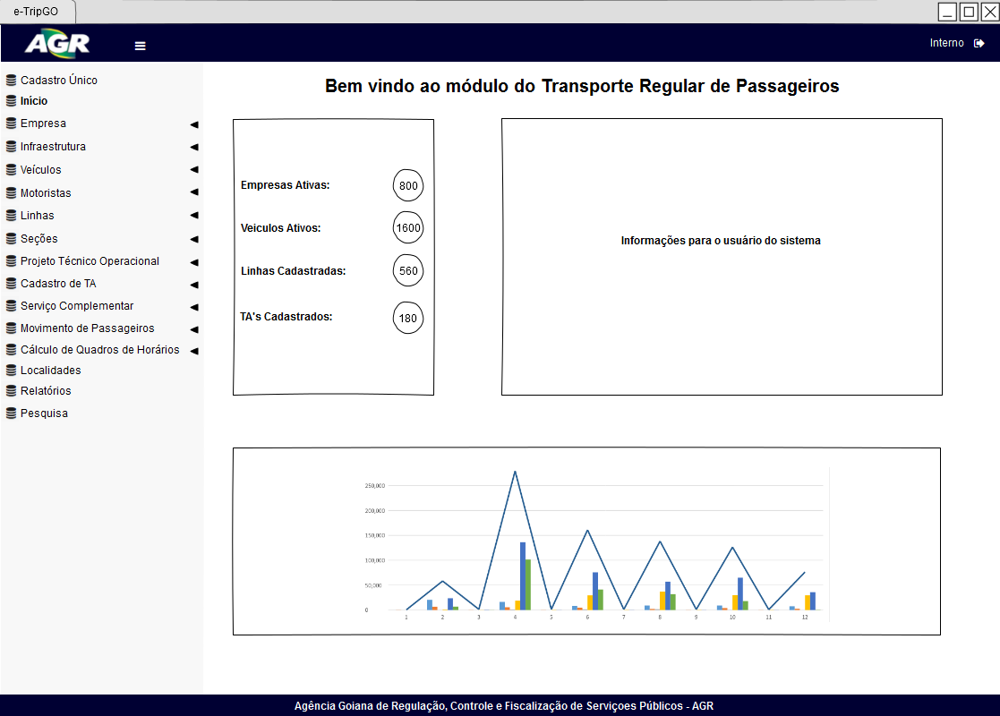 e-TripGO
AGR
Interno
Cadastro Único
Início
Empresa
Infraestrutura
Veículos
Motoristas
Linhas
Seções
Projeto Técnico Operacional
Cadastro de TA
Serviço Complementar
Movimento de Passageiros
Cálculo de Quadros de Horários
Localidades
Relatórios
Pesquisa
Bem vindo ao módulo do Transporte Regular de Passageiros
Empresas Ativas: 800
Veiculos Ativos: 1600
Linhas Cadastradas: 560
TA's Cadastrados: 180
Informações para o usuário do sistema
250,000
200,000
150,000
100,000
50,000
0
1 2 3 4 5 6 7 8 9 10 11 12
Agência Goiana de Regulação, Controle e Fiscalização de Serviçoes Públicos - AGR